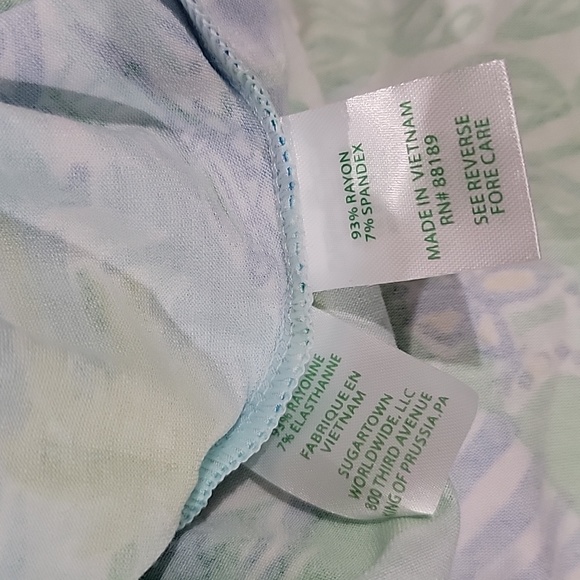 93% RAYON
7% SPANDEX
MADE IN VIETNAM
RN# 88189
SEE REVERSE
FORE CARE
RAYONNE
7% ELASTHANNE
FABRIQUE EN
VIETNAM
SUGARTOWN
WORLDWIDE, LLC
800 THIRD AVENUE
KING OF PRUSSIA, PA